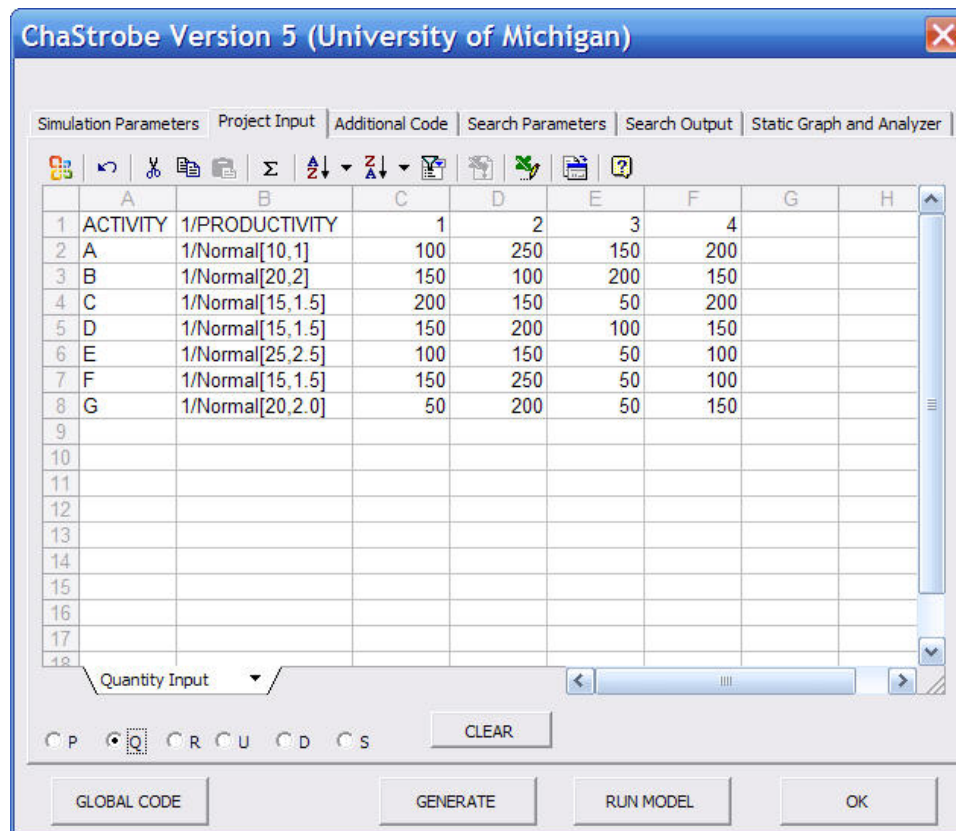 ChaStrobe Version 5 (University of Michigan)
Simulation Parameters Project Input Additional Code Search Parameters Search Output Static Graph and Analyzer
A B C D E F G H
1 ACTIVITY 1/PRODUCTIVITY 1 2 3 4
2 A 1/Normal[10,1] 100 250 150 200
3 B 1/Normal[20,2] 150 100 200 150
4 C 1/Normal[15,1.5] 200 150 50 200
5 D 1/Normal[15,1.5] 150 200 100 150
6 E 1/Normal[25,2.5] 100 150 50 100
7 F 1/Normal[15,1.5] 150 250 50 100
8 G 1/Normal[20,2.0] 50 200 50 150
9
10
11
12
13
14
15
16
17
18
Quantity Input
P Q R U D S CLEAR
GLOBAL CODE GENERATE RUN MODEL OK